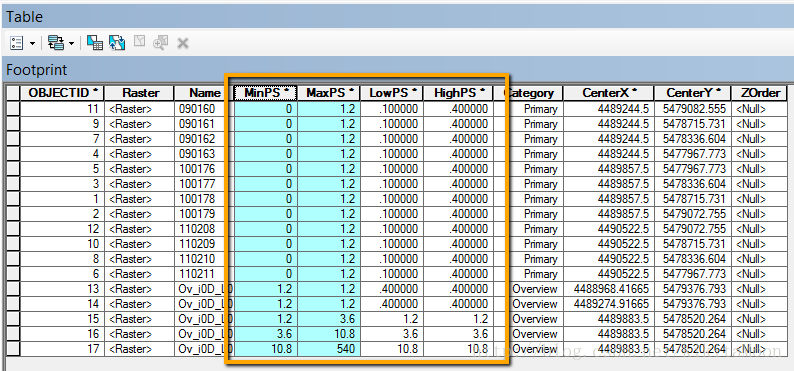 Table
Footprint
OBJECTID * Raster Name MinPS * MaxPS * LowPS * HighPS * Category CenterX * CenterY * ZOrder
11 <Raster> 090160 0 1.2 .100000 .400000 Primary 4489244.5 5479082.555 <Null>
9 <Raster> 090161 0 1.2 .100000 .400000 Primary 4489244.5 5478715.731 <Null>
7 <Raster> 090162 0 1.2 .100000 .400000 Primary 4489244.5 5478336.604 <Null>
4 <Raster> 090163 0 1.2 .100000 .400000 Primary 4489244.5 5477967.773 <Null>
5 <Raster> 100176 0 1.2 .100000 .400000 Primary 4489857.5 5477967.773 <Null>
3 <Raster> 100177 0 1.2 .100000 .400000 Primary 4489857.5 5478336.604 <Null>
1 <Raster> 100178 0 1.2 .100000 .400000 Primary 4489857.5 5478715.731 <Null>
2 <Raster> 100179 0 1.2 .100000 .400000 Primary 4489857.5 5479072.755 <Null>
12 <Raster> 110208 0 1.2 .100000 .400000 Primary 4490522.5 5479072.755 <Null>
10 <Raster> 110209 0 1.2 .100000 .400000 Primary 4490522.5 5478715.731 <Null>
8 <Raster> 110210 0 1.2 .100000 .400000 Primary 4490522.5 5478336.604 <Null>
6 <Raster> 110211 0 1.2 .100000 .400000 Primary 4490522.5 5477967.773 <Null>
13 <Raster> Ov_i0D_L0 1.2 1.2 .400000 .400000 Overview 4488968.41665 5479376.793 <Null>
14 <Raster> Ov_i0D_L0 1.2 1.2 .400000 .400000 Overview 4489274.91665 5479376.793 <Null>
15 <Raster> Ov_i0D_L0 1.2 3.6 1.2 1.2 Overview 4489883.5 5478520.264 <Null>
16 <Raster> Ov_i0D_L0 3.6 10.8 3.6 3.6 Overview 4489883.5 5478520.264 <Null>
17 <Raster> Ov_i0D_L0 10.8 540 10.8 10.8 Overview 4489883.5 5478520.264 <Null>